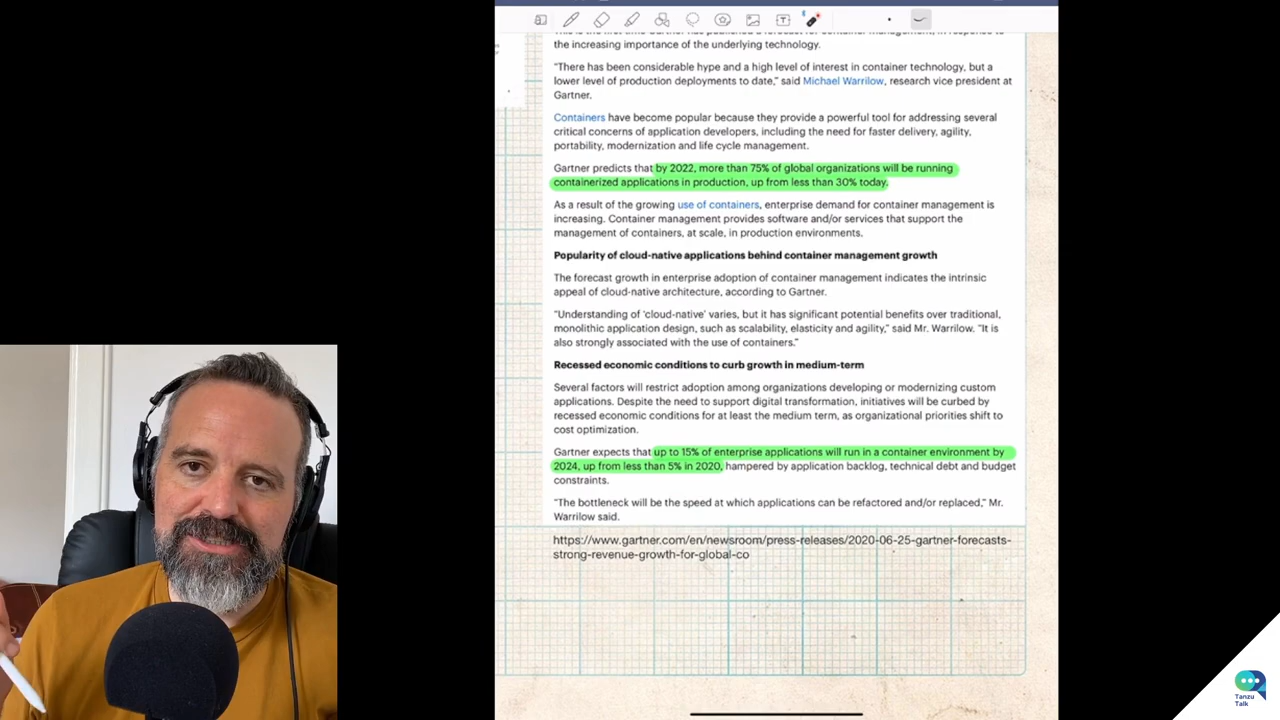 the increasing importance of the underlying technology.
"There has been considerable hype and a high level of interest in container technology, but a
lower level of production deployments to date," said Michael Warrilow, research vice president at
Gartner.
Containers have become popular because they provide a powerful tool for addressing several
critical concerns of application developers, including the need for faster delivery, agility,
portability, modernization and life cycle management.
Gartner predicts that by 2022, more than 75% of global organizations will be running
containerized applications in production, up from less than 30% today.
As a result of the growing use of containers, enterprise demand for container management is
increasing. Container management provides software and/or services that support the
management of containers, at scale, in production environments.
Popularity of cloud-native applications behind container management growth
The forecast growth in enterprise adoption of container management indicates the intrinsic
appeal of cloud-native architecture, according to Gartner.
"Understanding of 'cloud-native' varies, but it has significant potential benefits over traditional,
monolithic application design, such as scalability, elasticity and agility," said Mr. Warrilow. "It is
also strongly associated with the use of containers."
Recessed economic conditions to curb growth in medium-term
Several factors will restrict adoption among organizations developing or modernizing custom
applications. Despite the need to support digital transformation, initiatives will be curbed by
recessed economic conditions for at least the medium term, as organizational priorities shift to
cost optimization.
Gartner expects that up to 15% of enterprise applications will run in a container environment by
2024, up from less than 5% in 2020, hampered by application backlog, technical debt and budget
constraints.
"The bottleneck will be the speed at which applications can be refactored and/or replaced," Mr.
Warrilow said.
https://www.gartner.com/en/newsroom/press-releases/2020-06-25-gartner-forecasts-
strong-revenue-growth-for-global-co
Tanzu
Talk